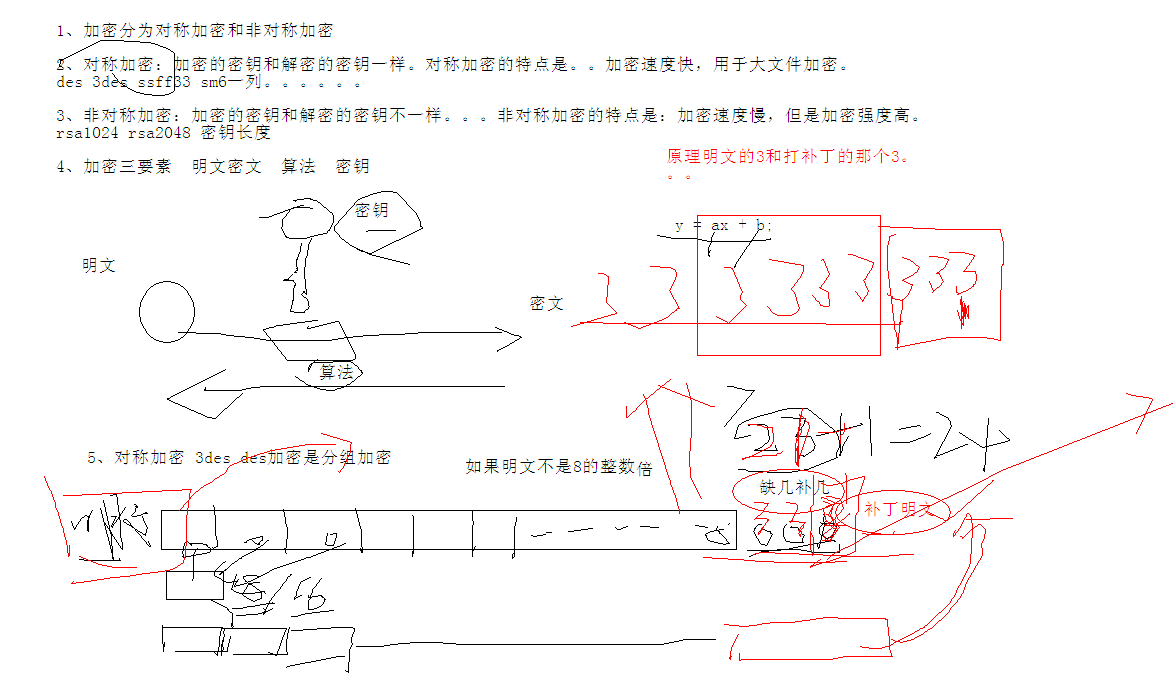 1、加密分为对称加密和非对称加密
2、对称加密：加密的密钥和解密的密钥一样。对称加密的特点是。。加密速度快，用于大文件加密。
des 3des ssff33 sm6一列。。。。。。
3、非对称加密：加密的密钥和解密的密钥不一样。。。非对称加密的特点是：加密速度慢，但是加密强度高。
rsa1024 rsa2048 密钥长度
4、加密三要素 明文密文 算法 密钥
原理明文的3和打补丁的那个3。
。。
密钥
y = ax + b;
明文
3 3 3 3 3 3 3 3 3
密文
算法
23+1=24
5、对称加密 3des des加密是分组加密
如果明文不是8的整数倍
缺几补几
补丁明文
8
8/16